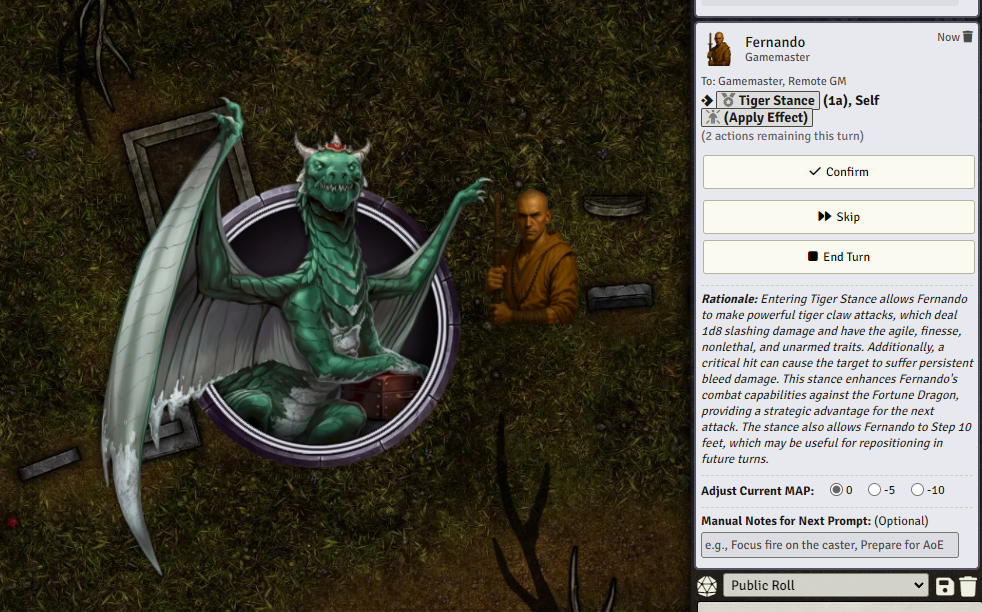 Fernando
Now
Gamemaster
To: Gamemaster, Remote GM
Tiger Stance (1a), Self
(Apply Effect)
(2 actions remaining this turn)
Confirm
Skip
End Turn
Rationale: Entering Tiger Stance allows Fernando
to make powerful tiger claw attacks, which deal
1d8 slashing damage and have the agile, finesse,
nonlethal, and unarmed traits. Additionally, a
critical hit can cause the target to suffer persistent
bleed damage. This stance enhances Fernando's
combat capabilities against the Fortune Dragon,
providing a strategic advantage for the next
attack. The stance also allows Fernando to Step 10
feet, which may be useful for repositioning in
future turns.
Adjust Current MAP: 0 -5 -10
Manual Notes for Next Prompt: (Optional)
e.g., Focus fire on the caster, Prepare for AoE
Public Roll